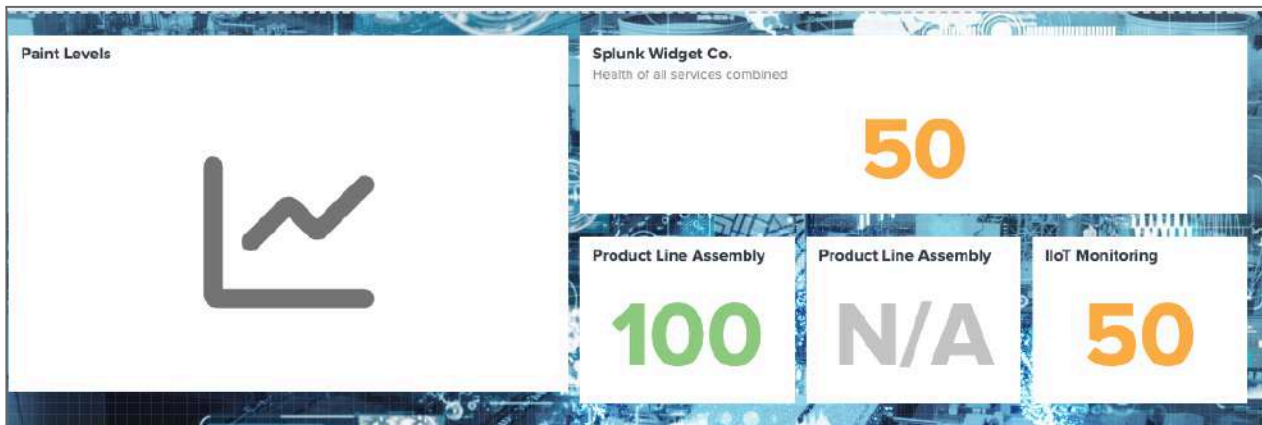 Paint Levels
Splunk Widget Co.
Health of all services combined
50
Product Line Assembly
100
Product Line Assembly
N/A
IIoT Monitoring
50